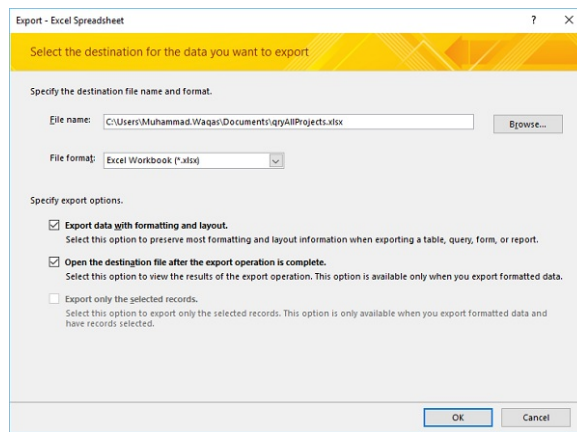 Export - Excel Spreadsheet
?
Select the destination for the data you want to export
Specify the destination file name and format.
File name: C:\Users\Muhammad.Waqas\Documents\qryAllProjects.xlsx Browse...
File format: Excel Workbook (*.xlsx)
Specify export options.
Export data with formatting and layout.
Select this option to preserve most formatting and layout information when exporting a table, query, form, or report.
Open the destination file after the export operation is complete.
Select this option to view the results of the export operation. This option is available only when you export formatted data.
Export only the selected records.
Select this option to export only the selected records. This option is only available when you export formatted data and
have records selected.
OK Cancel